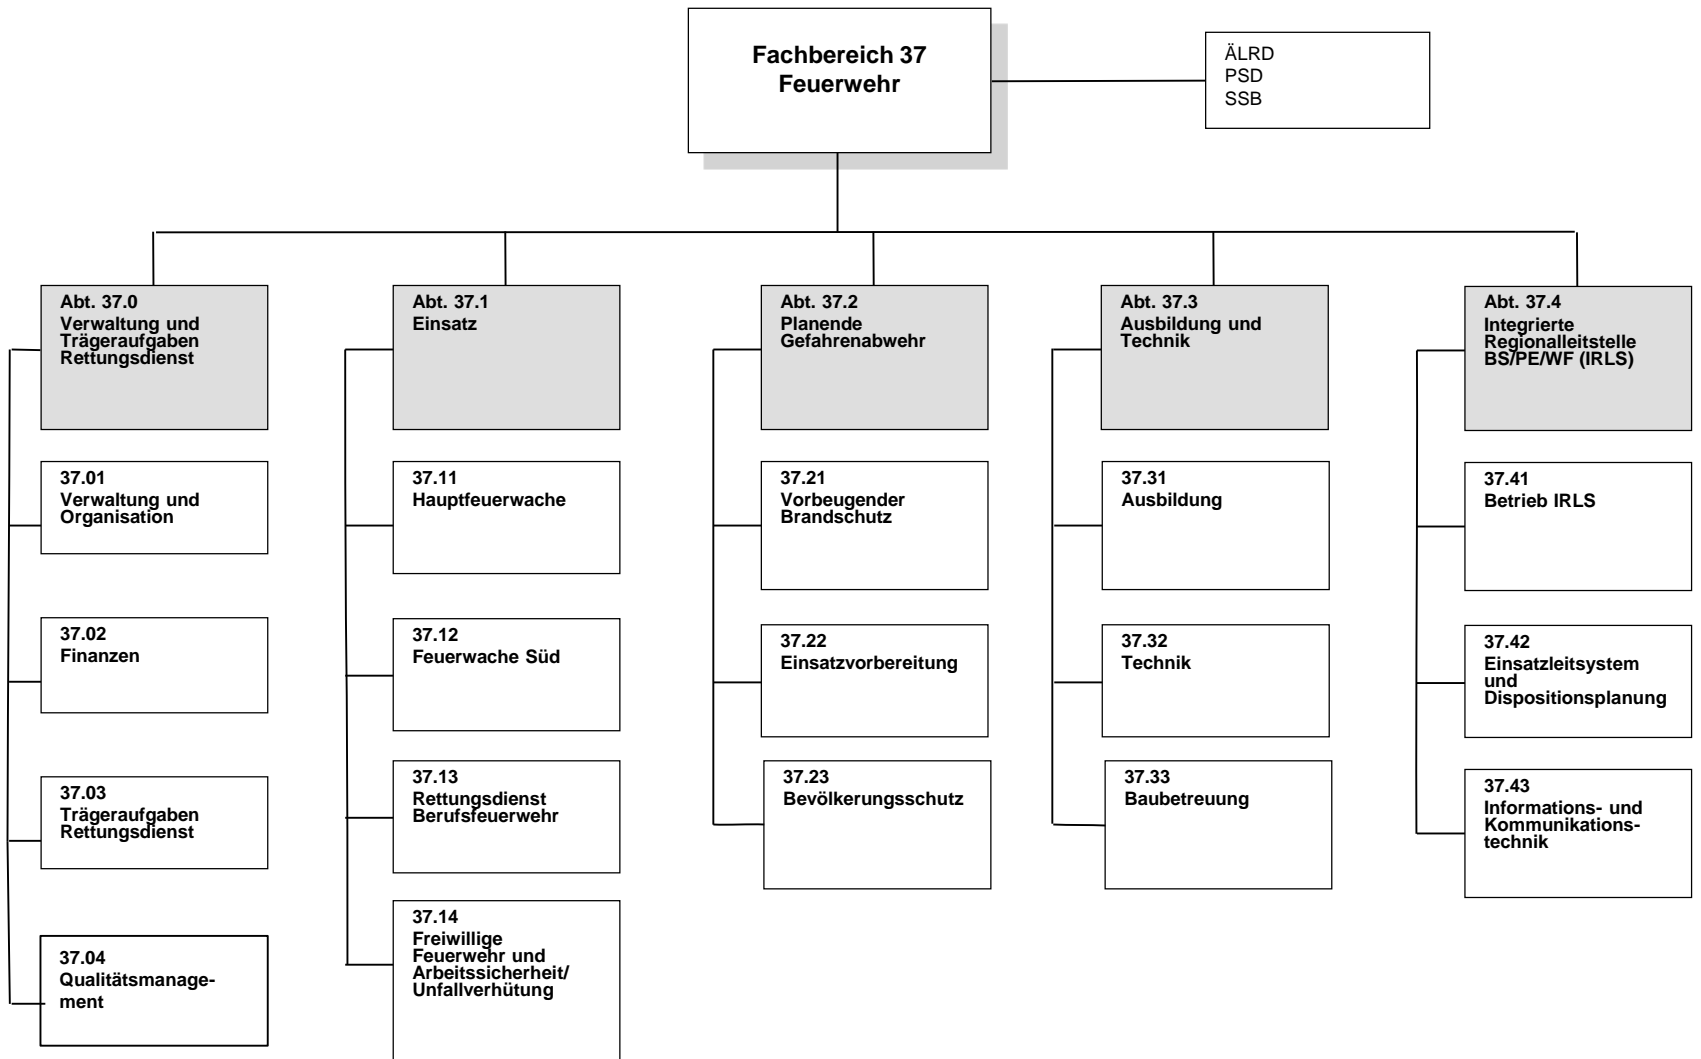 Fachbereich 37
Feuerwehr
ÄLRD
PSD
SSB
Abt. 37.0
Verwaltung und
Trägeraufgaben
Rettungsdienst
37.01
Verwaltung und
Organisation
37.02
Finanzen
37.03
Trägeraufgaben
Rettungsdienst
37.04
Qualitätsmanage-
ment
Abt. 37.1
Einsatz
37.11
Hauptfeuerwache
37.12
Feuerwache Süd
37.13
Rettungsdienst
Berufsfeuerwehr
37.14
Freiwillige
Feuerwehr und
Arbeitssicherheit/
Unfallverhütung
Abt. 37.2
Planende
Gefahrenabwehr
37.21
Vorbeugender
Brandschutz
37.22
Einsatzvorbereitung
37.23
Bevölkerungsschutz
Abt. 37.3
Ausbildung und
Technik
37.31
Ausbildung
37.32
Technik
37.33
Baubetreuung
Abt. 37.4
Integrierte
Regionalleitstelle
BS/PE/WF (IRLS)
37.41
Betrieb IRLS
37.42
Einsatzleitsystem
und
Dispositionsplanung
37.43
Informations- und
Kommunikations-
technik